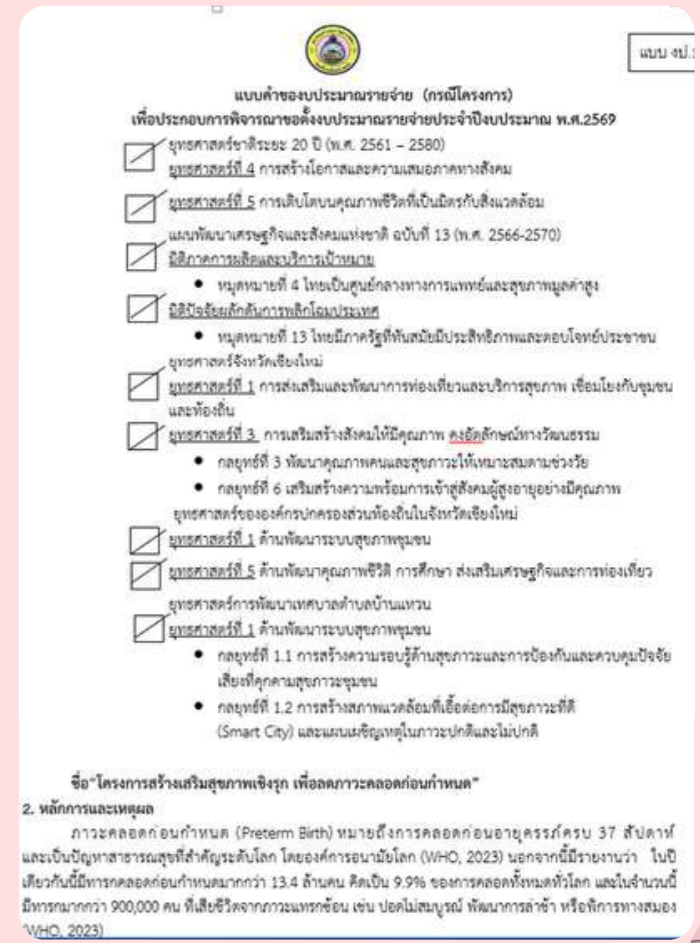 แบบ งป.
แบบคำของบประมาณรายจ่าย (กรณีโครงการ)
เพื่อประกอบการพิจารณาขอตั้งงบประมาณรายจ่ายประจำปีงบประมาณ พ.ศ.2569
ยุทธศาสตร์ชาติระยะ 20 ปี (พ.ศ. 2561 – 2580)
ยุทธศาสตร์ที่ 4 การสร้างโอกาสและความเสมอภาคทางสังคม
ยุทธศาสตร์ที่ 5 การเติบโตบนคุณภาพชีวิตที่เป็นมิตรกับสิ่งแวดล้อม
แผนพัฒนาเศรษฐกิจและสังคมแห่งชาติ ฉบับที่ 13 (พ.ศ. 2566-2570)
มิติภาคการผลิตและบริการเป้าหมาย
● หมุดหมายที่ 4 ไทยเป็นศูนย์กลางทางการแพทย์และสุขภาพมูลค่าสูง
มิติปัจจัยผลักดันการพลิกโฉมประเทศ
● หมุดหมายที่ 13 ไทยมีภาครัฐที่ทันสมัยมีประสิทธิภาพและตอบโจทย์ประชาชน
ยุทธศาสตร์จังหวัดเชียงใหม่
ยุทธศาสตร์ที่ 1 การส่งเสริมและพัฒนาการท่องเที่ยวและบริการสุขภาพ เชื่อมโยงกับชุมชน
และท้องถิ่น
ยุทธศาสตร์ที่ 3 การเสริมสร้างสังคมให้มีคุณภาพ คงอัตลักษณ์ทางวัฒนธรรม
● กลยุทธ์ที่ 3 พัฒนาคุณภาพคนและสุขภาวะให้เหมาะสมตามช่วงวัย
● กลยุทธ์ที่ 6 เสริมสร้างความพร้อมการเข้าสู่สังคมผู้สูงอายุอย่างมีคุณภาพ
ยุทธศาสตร์ขององค์กรปกครองส่วนท้องถิ่นในจังหวัดเชียงใหม่
ยุทธศาสตร์ที่ 1 ด้านพัฒนาระบบสุขภาพชุมชน
ยุทธศาสตร์ที่ 5 ด้านพัฒนาคุณภาพชีวิติ การศึกษา ส่งเสริมเศรษฐกิจและการท่องเที่ยว
ยุทธศาสตร์การพัฒนาเทศบาลตำบลบ้านแหวน
ยุทธศาสตร์ที่ 1 ด้านพัฒนาระบบสุขภาพชุมชน
● กลยุทธ์ที่ 1.1 การสร้างความรอบรู้ด้านสุขภาวะและการป้องกันและควบคุมปัจจัย
เสี่ยงที่คุกคามสุขภาวะชุมชน
● กลยุทธ์ที่ 1.2 การสร้างสภาพแวดล้อมที่เอื้อต่อการมีสุขภาวะที่ดี
(Smart City) และแผนเผชิญเหตุในภาวะปกติและไม่ปกติ
ชื่อ"โครงการสร้างเสริมสุขภาพเชิงรุก เพื่อลดภาวะคลอดก่อนกำหนด"
2. หลักการและเหตุผล
ภาวะคลอดก่อนกำหนด (Preterm Birth) หมายถึงการคลอดก่อนอายุครรภ์ครบ 37 สัปดาห์
และเป็นปัญหาสาธารณสุขที่สำคัญระดับโลก โดยองค์การอนามัยโลก (WHO, 2023) นอกจากนี้มีรายงานว่า ในปี
เดียวกันนี้มีทารกคลอดก่อนกำหนดมากกว่า 13.4 ล้านคน คิดเป็น 9.9% ของการคลอดทั้งหมดทั่วโลก และในจำนวนนี้
มีทารกมากกว่า 900,000 คน ที่เสียชีวิตจากภาวะแทรกซ้อน เช่น ปอดไม่สมบูรณ์ พัฒนาการล่าช้า หรือพิการทางสมอง
(WHO, 2023)